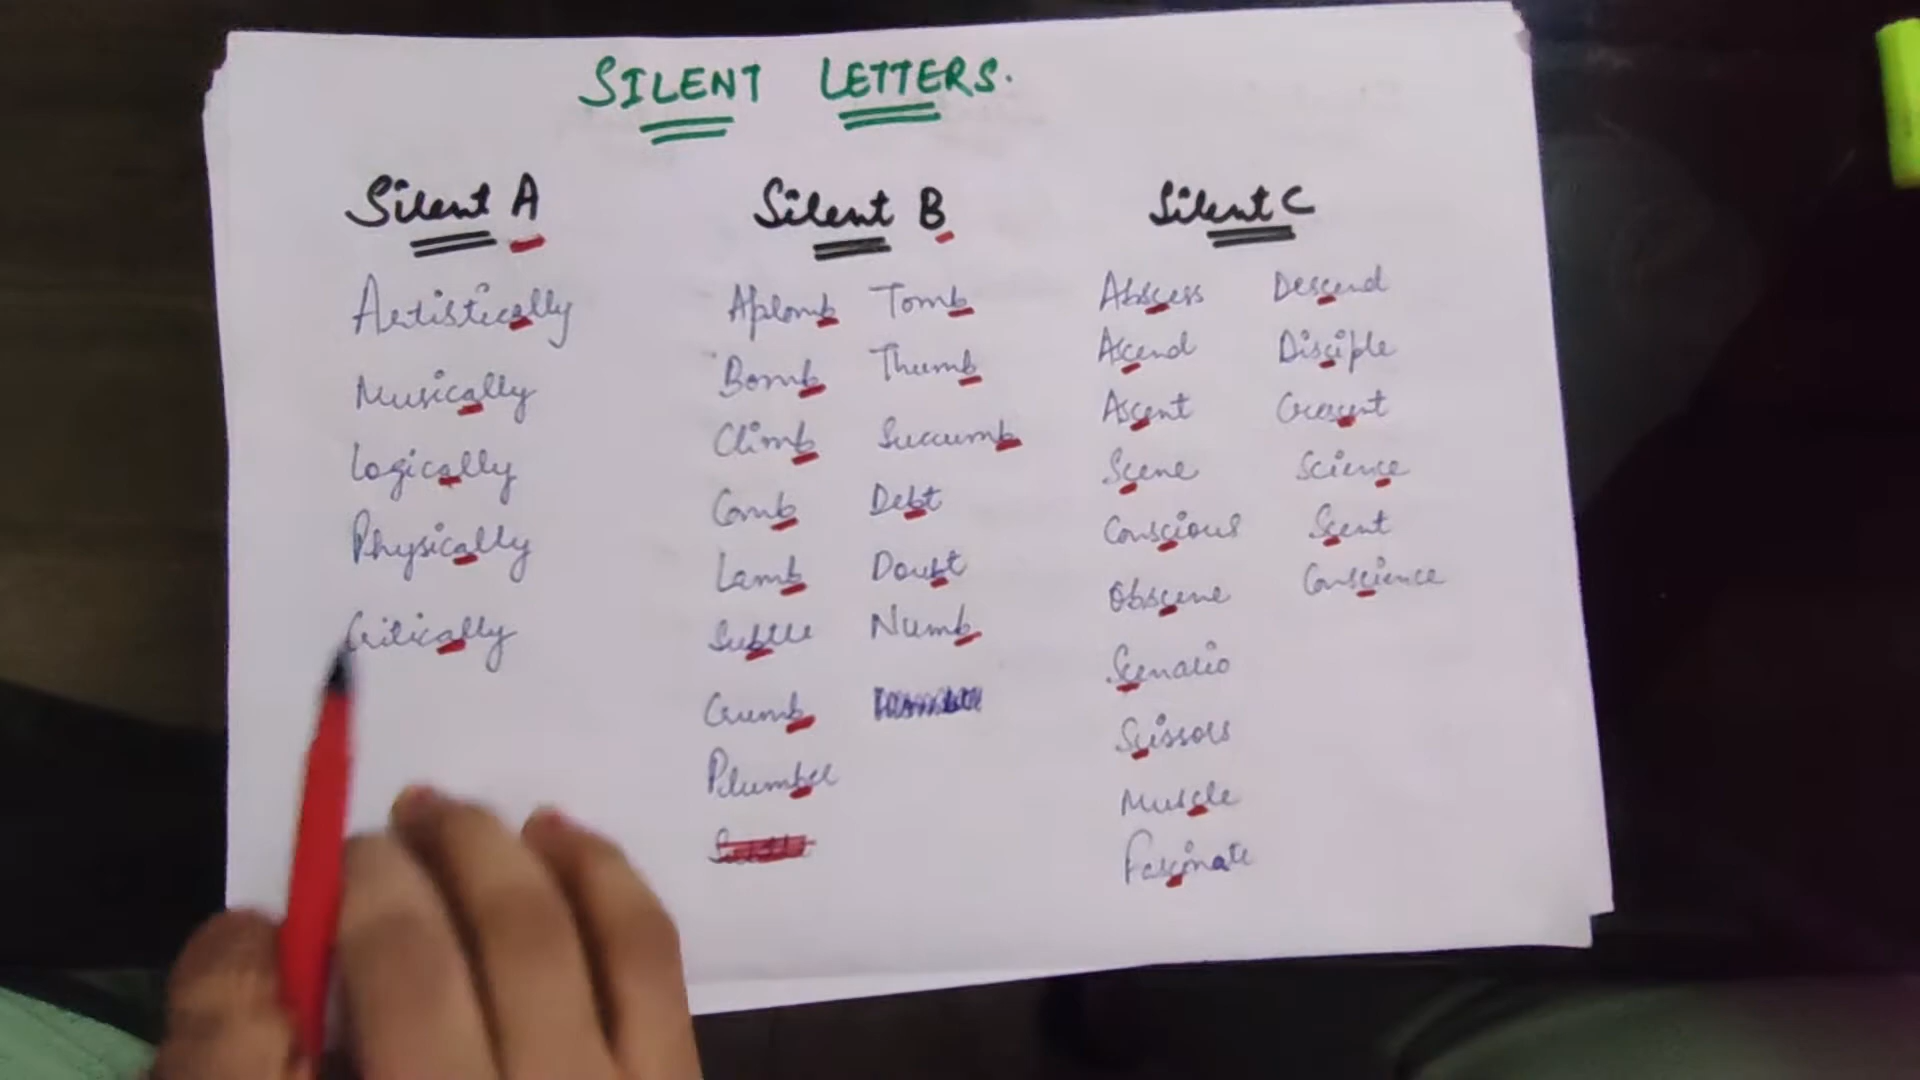 SILENT LETTERS.
Silent A
Artistically
Musically
Logically
Physically
Critically
Silent B
Aplomb Tomb
Bomb Thumb
Climb Succumb
Comb Debt
Lamb Doubt
Subtle Numb
Crumb
Plumber
Silent C
Abscess Descend
Ascend Disciple
Ascent Crescent
Scene Science
Conscious Scent
Obscene Conscience
Scenario
Scissors
Muscle
Fascinate